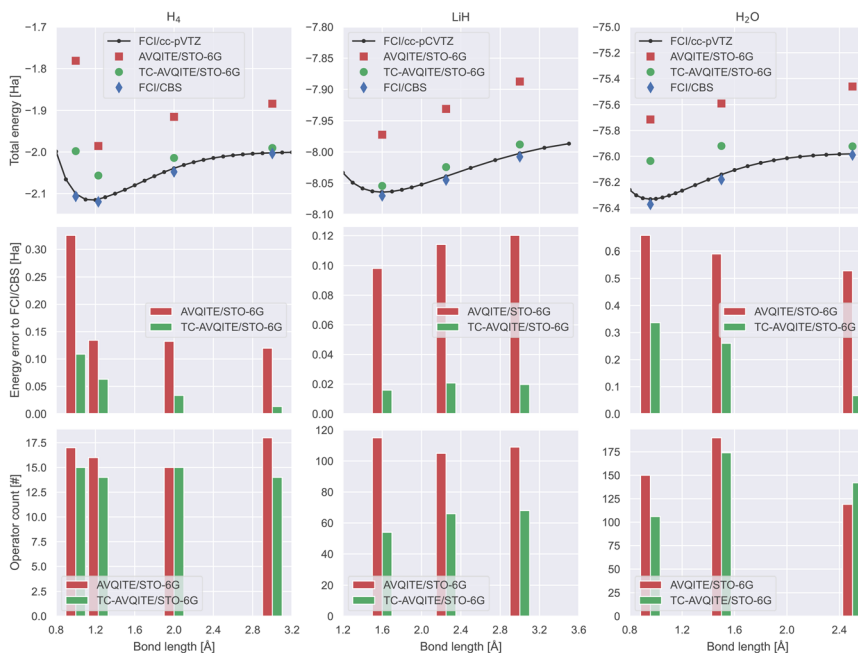 H₄
LiH
H₂O
Total energy [Ha]
−1.7
−1.8
−1.9
−2.0
−2.1
FCI/cc-pVTZ
AVQITE/STO-6G
TC-AVQITE/STO-6G
FCI/CBS
−7.80
−7.85
−7.90
−7.95
−8.00
−8.05
−8.10
FCI/cc-pCVTZ
AVQITE/STO-6G
TC-AVQITE/STO-6G
FCI/CBS
−75.0
−75.2
−75.4
−75.6
−75.8
−76.0
−76.2
−76.4
FCI/cc-pVTZ
AVQITE/STO-6G
TC-AVQITE/STO-6G
FCI/CBS
Energy error to FCI/CBS [Ha]
0.30
0.25
0.20
0.15
0.10
0.05
0.00
AVQITE/STO-6G
TC-AVQITE/STO-6G
0.12
0.10
0.08
0.06
0.04
0.02
0.00
AVQITE/STO-6G
TC-AVQITE/STO-6G
0.6
0.5
0.4
0.3
0.2
0.1
0.0
AVQITE/STO-6G
TC-AVQITE/STO-6G
Operator count [#]
17.5
15.0
12.5
10.0
7.5
5.0
2.5
0.0
AVQITE/STO-6G
TC-AVQITE/STO-6G
0.8 1.2 1.6 2.0 2.4 2.8 3.2
Bond length [Å]
120
100
80
60
40
20
0
AVQITE/STO-6G
TC-AVQITE/STO-6G
1.2 1.6 2.0 2.4 2.8 3.2 3.6
Bond length [Å]
175
150
125
100
75
50
25
0
AVQITE/STO-6G
TC-AVQITE/STO-6G
0.8 1.2 1.6 2.0 2.4
Bond length [Å]